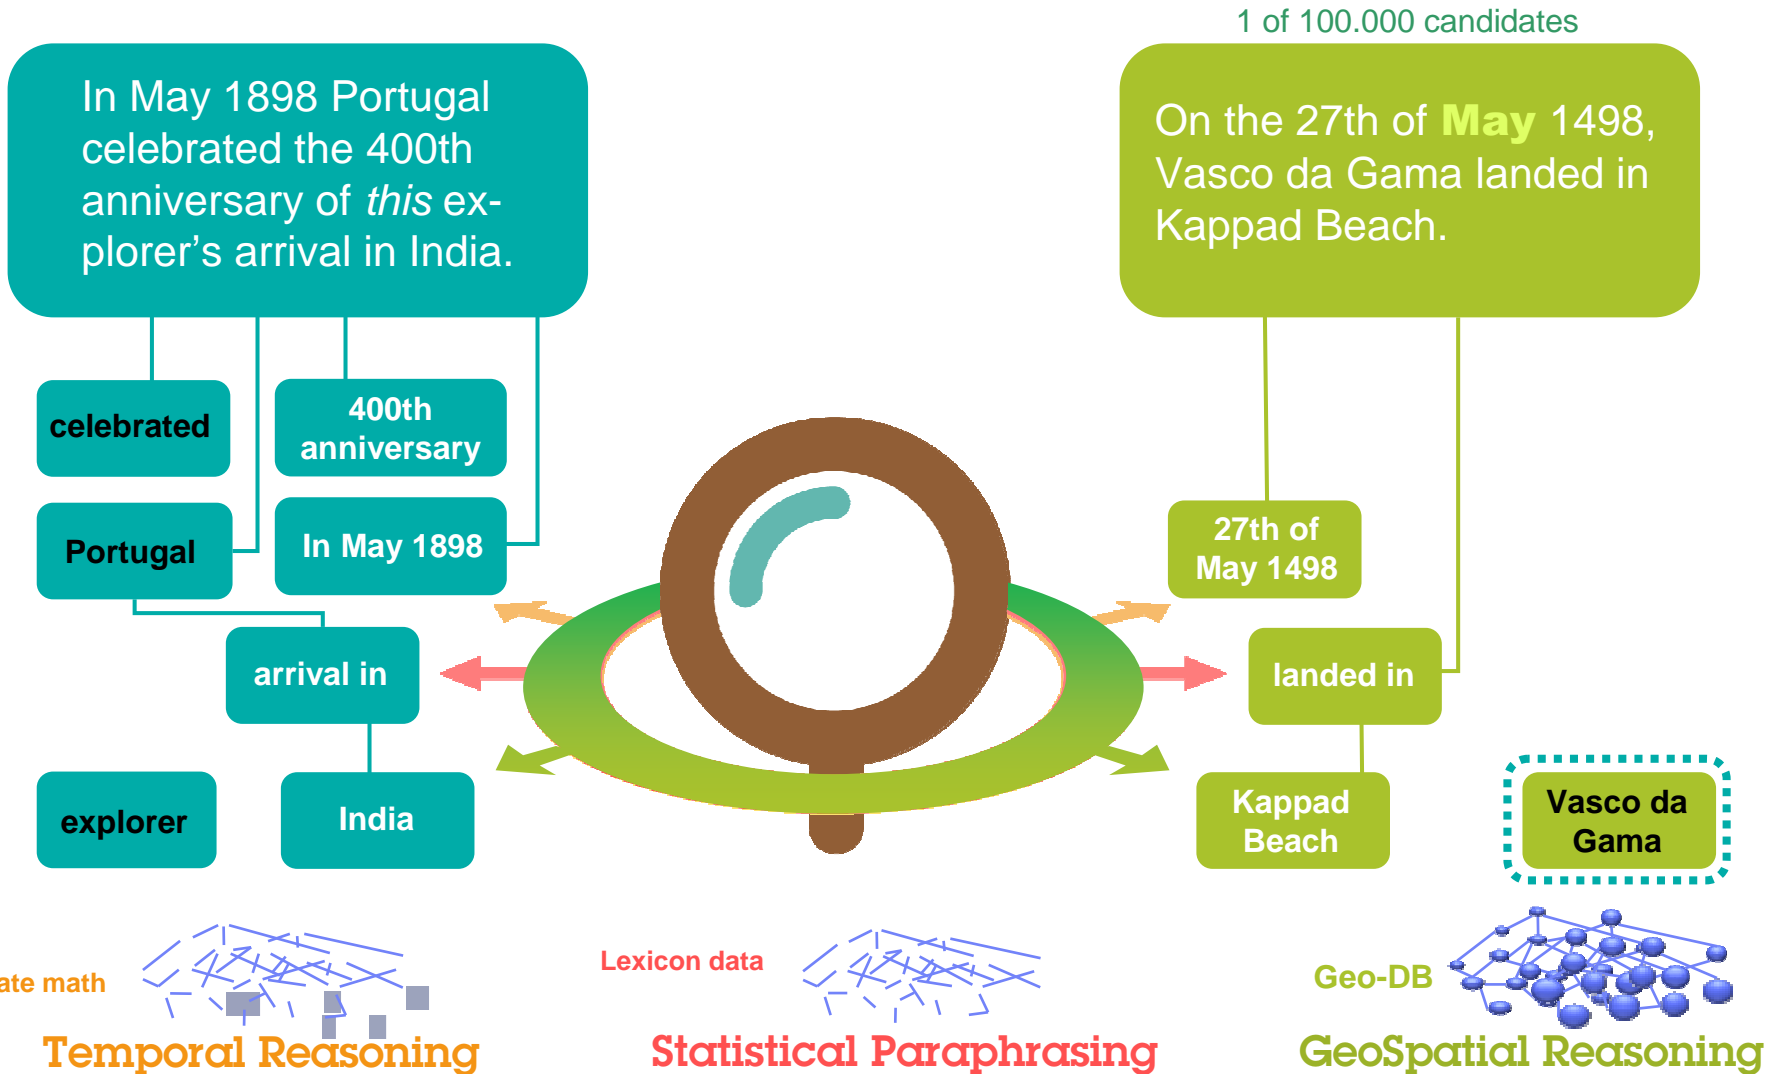 1 of 100.000 candidates
In May 1898 Portugal
celebrated the 400th
anniversary of this ex-
plorer’s arrival in India.
On the 27th of May 1498,
Vasco da Gama landed in
Kappad Beach.
celebrated
400th
anniversary
Portugal
In May 1898
27th of
May 1498
arrival in
landed in
explorer
India
Kappad
Beach
Vasco da
Gama
ate math
Lexicon data
Geo-DB
Temporal Reasoning
Statistical Paraphrasing
GeoSpatial Reasoning